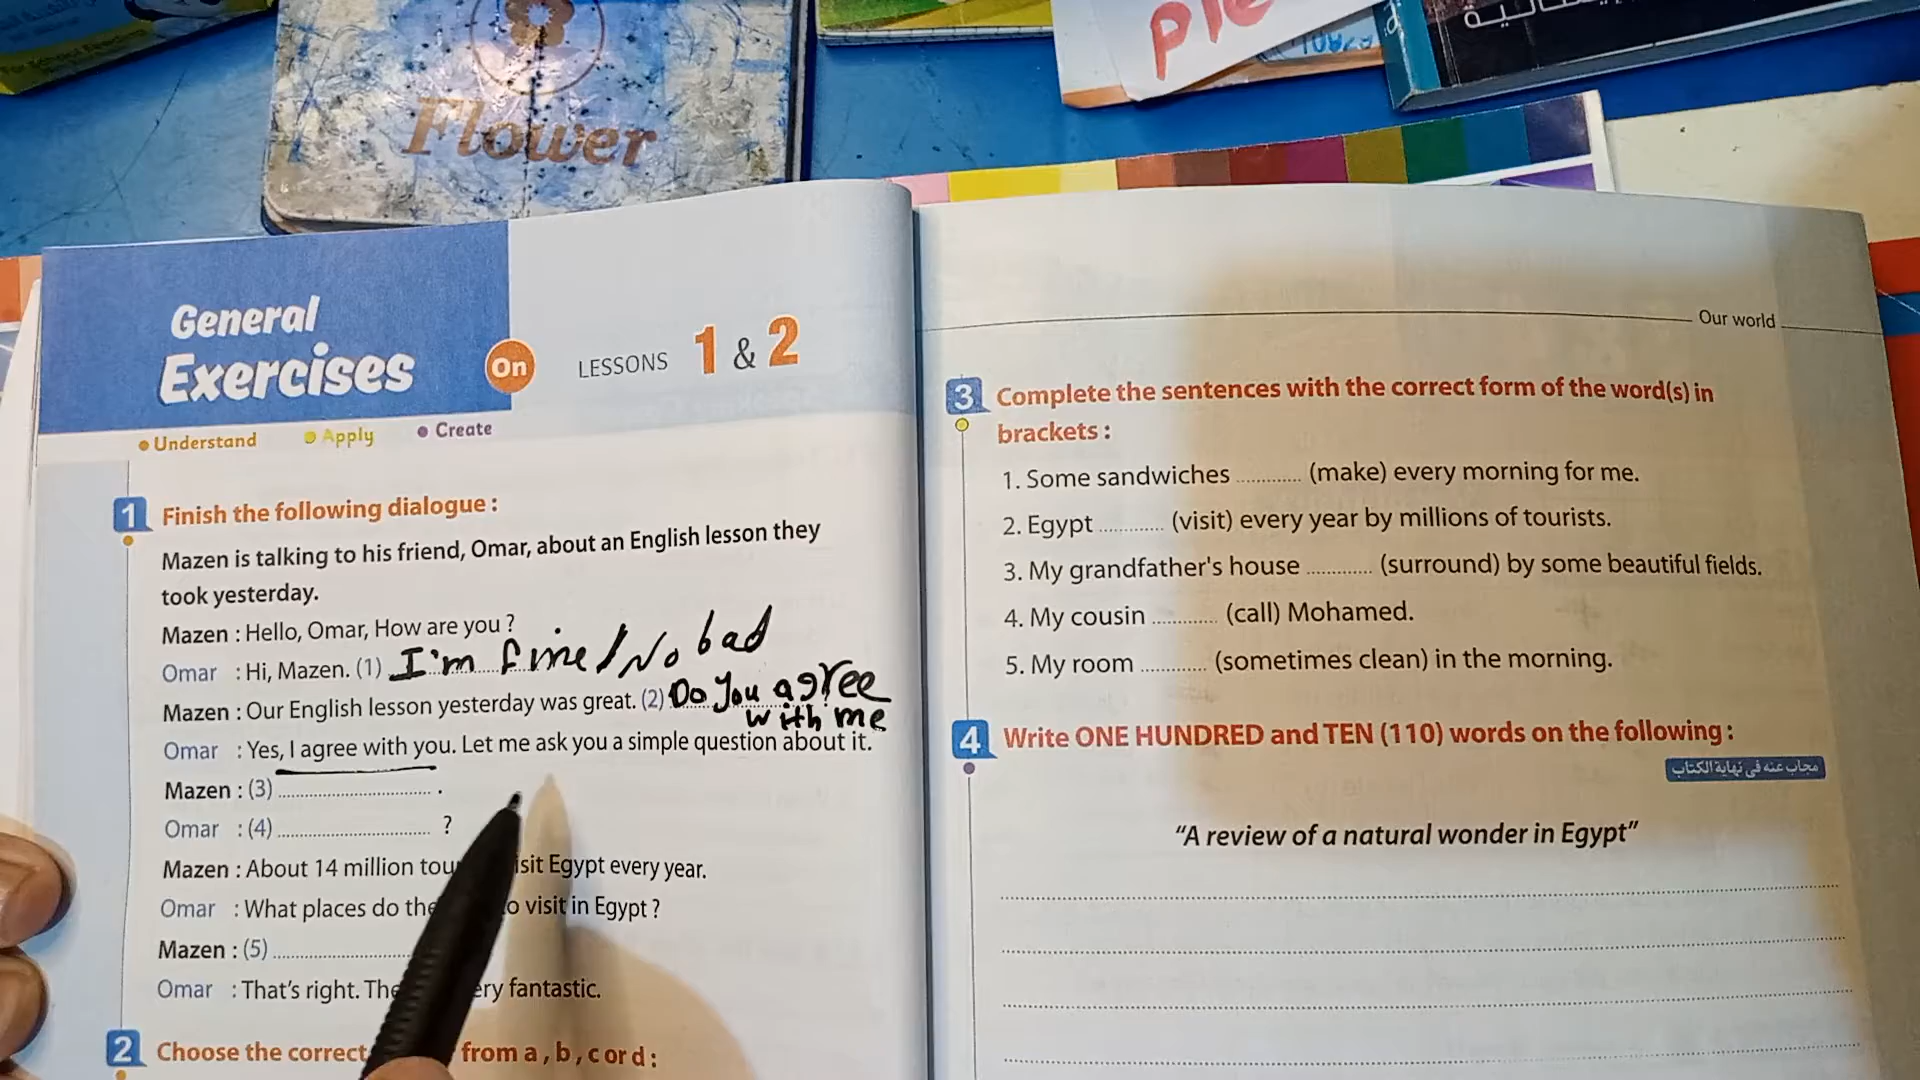 Flower
General
Exercises
On
LESSONS 1 & 2
Understand
Apply
Create
1 Finish the following dialogue :
Mazen is talking to his friend, Omar, about an English lesson they
took yesterday.
Mazen : Hello, Omar, How are you ?
Omar : Hi, Mazen. (1) I'm fine / No bad
Mazen : Our English lesson yesterday was great. (2) Do you agree
with me
Omar : Yes, I agree with you. Let me ask you a simple question about it.
Mazen : (3) .............................. .
Omar : (4) .............................. ?
Mazen : About 14 million visit Egypt every year.
Omar : What places do visit in Egypt ?
Mazen : (5) ..............................
Omar : That's right. fantastic.
2 Choose the correct from a , b , c or d :
Our world
3 Complete the sentences with the correct form of the word(s) in
brackets :
1. Some sandwiches ............ (make) every morning for me.
2. Egypt ............ (visit) every year by millions of tourists.
3. My grandfather's house ............ (surround) by some beautiful fields.
4. My cousin ............ (call) Mohamed.
5. My room ............ (sometimes clean) in the morning.
4 Write ONE HUNDRED and TEN (110) words on the following :
مجاب عنه فى نهاية الكتاب
“A review of a natural wonder in Egypt”